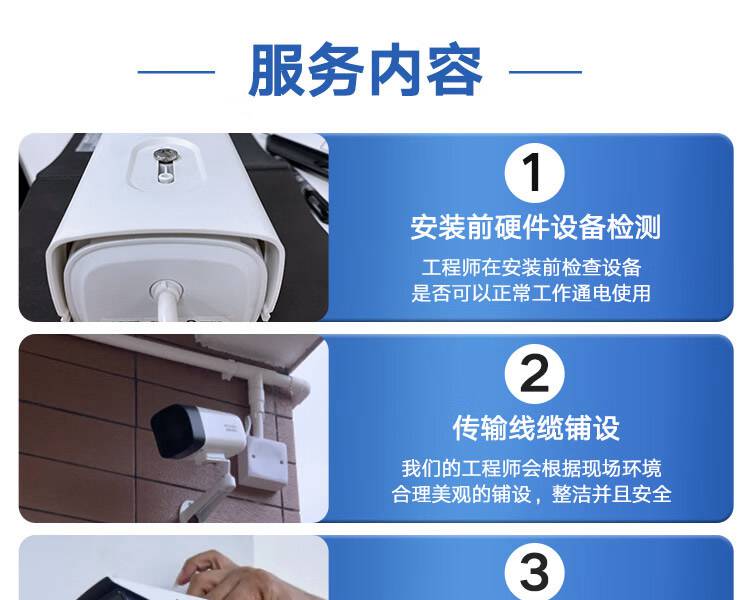 服务内容
1
安装前硬件设备检测
工程师在安装前检查设备
是否可以正常工作通电使用
2
传输线缆铺设
我们的工程师会根据现场环境
合理美观的铺设，整洁并且安全
3